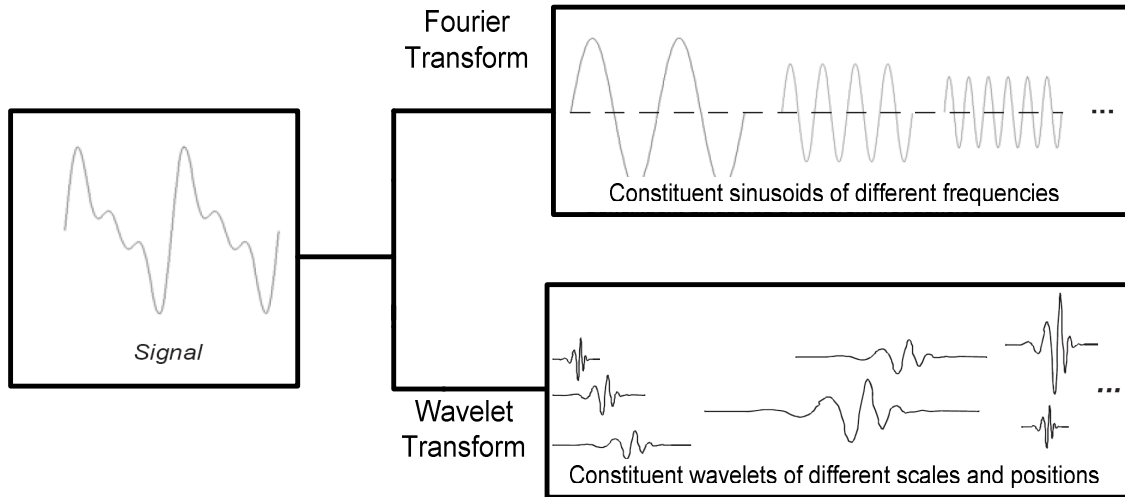 Fourier
Transform
...
Constituent sinusoids of different frequencies
Signal
Wavelet
Transform
...
Constituent wavelets of different scales and positions